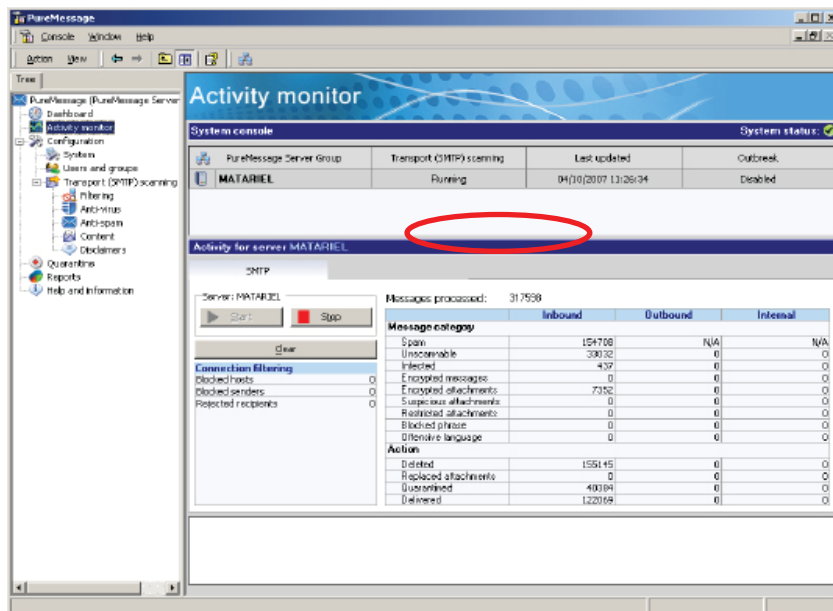 PureMessage
Console Window Help
Action View
Tree
PureMessage (PureMessage Server
Dashboard
Activity monitor
Configuration
System
Users and groups
Transport (SMTP) scanning
Filtering
Anti-virus
Anti-spam
Content
Disclaimers
Quarantine
Reports
Help and information
Activity monitor
System console System status:
PureMessage Server Group Transport (SMTP) scanning Last updated Outbreak
MATARIEL Running 04/10/2007 13:26:34 Disabled
Activity for server MATARIEL
SMTP
Server: MATARIEL
Start Stop
Clear
Connection filtering
Blocked hosts 0
Blocked senders 0
Rejected recipients 0
Messages processed: 317598
Inbound Outbound Internal
Message category
Spam 154708 N/A N/A
Unscannable 33032 0 0
Infected 437 0 0
Encrypted messages 0 0 0
Encrypted attachments 7352 0 0
Suspicious attachments 0 0 0
Restricted attachments 0 0 0
Blocked phrase 0 0 0
Offensive language 0 0 0
Action
Deleted 155145 0 0
Replaced attachments 0 0 0
Quarantined 40384 0 0
Delivered 122069 0 0